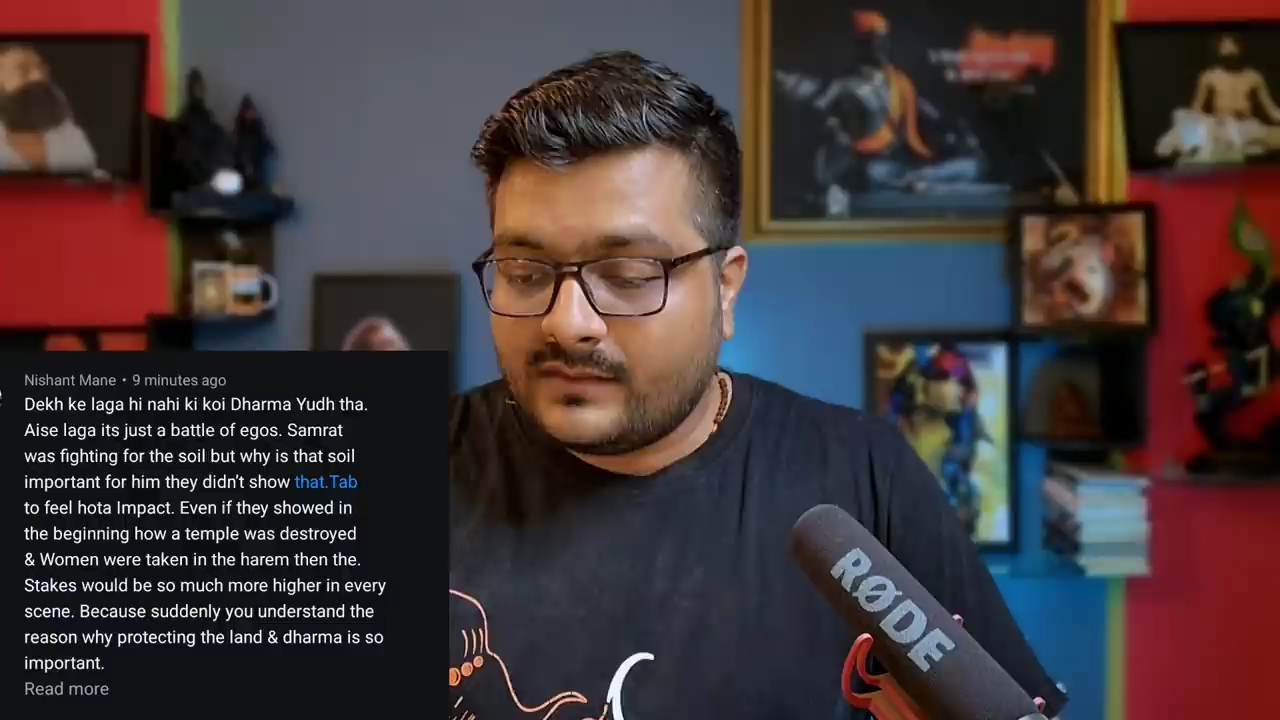 Nishant Mane • 9 minutes ago
Dekh ke laga hi nahi ki koi Dharma Yudh tha.
Aise laga its just a battle of egos. Samrat
was fighting for the soil but why is that soil
important for him they didn't show that.Tab
to feel hota Impact. Even if they showed in
the beginning how a temple was destroyed
& Women were taken in the harem then the.
Stakes would be so much more higher in every
scene. Because suddenly you understand the
reason why protecting the land & dharma is so
important.
Read more
RØDE